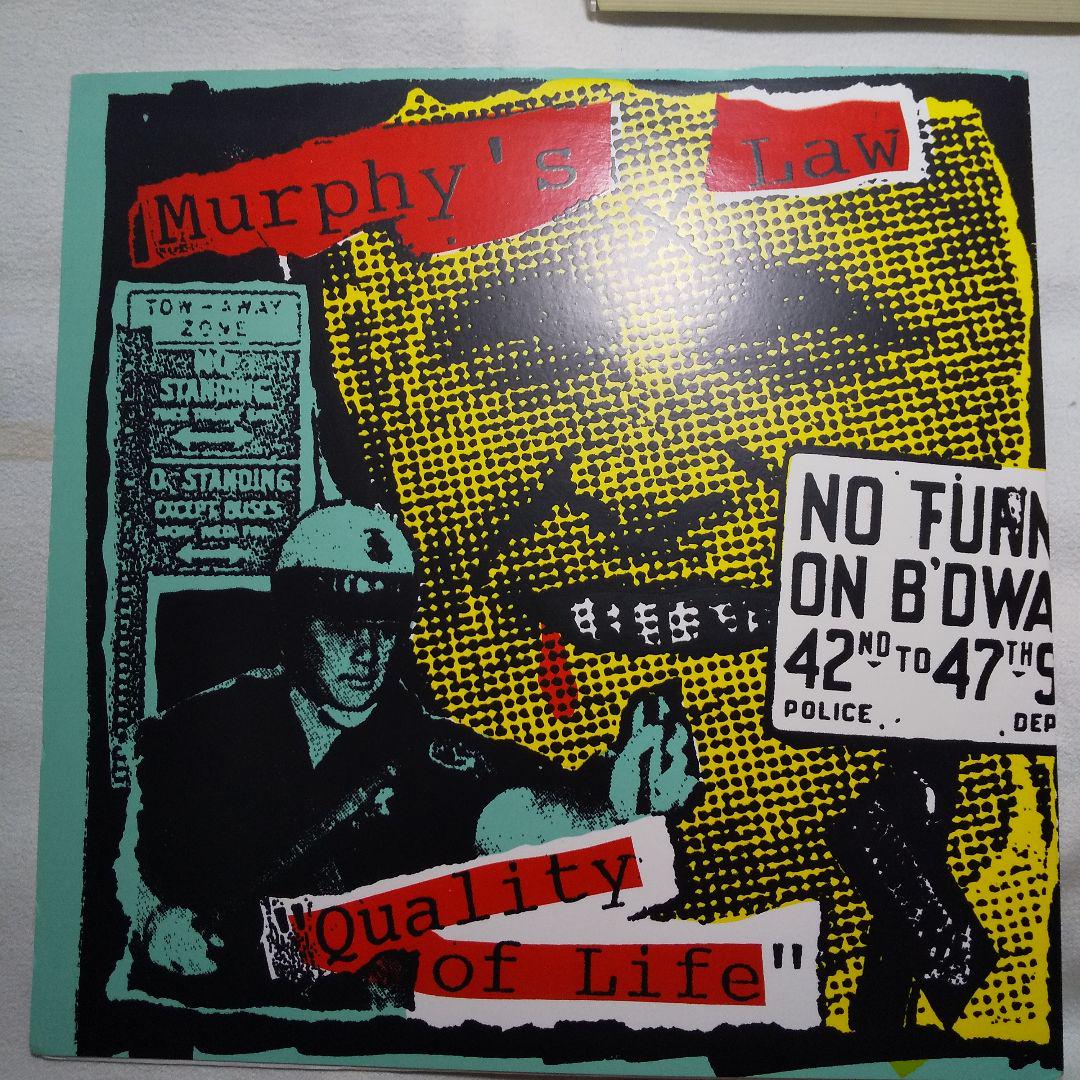 Murphy's Law
TOW-AWAY
ZONE
NO
STANDING
STANDING
EXCEPT BUSES
NO TURN
ON B'DWA
42ND TO 47TH S
POLICE
DEP
"Quality
of Life"